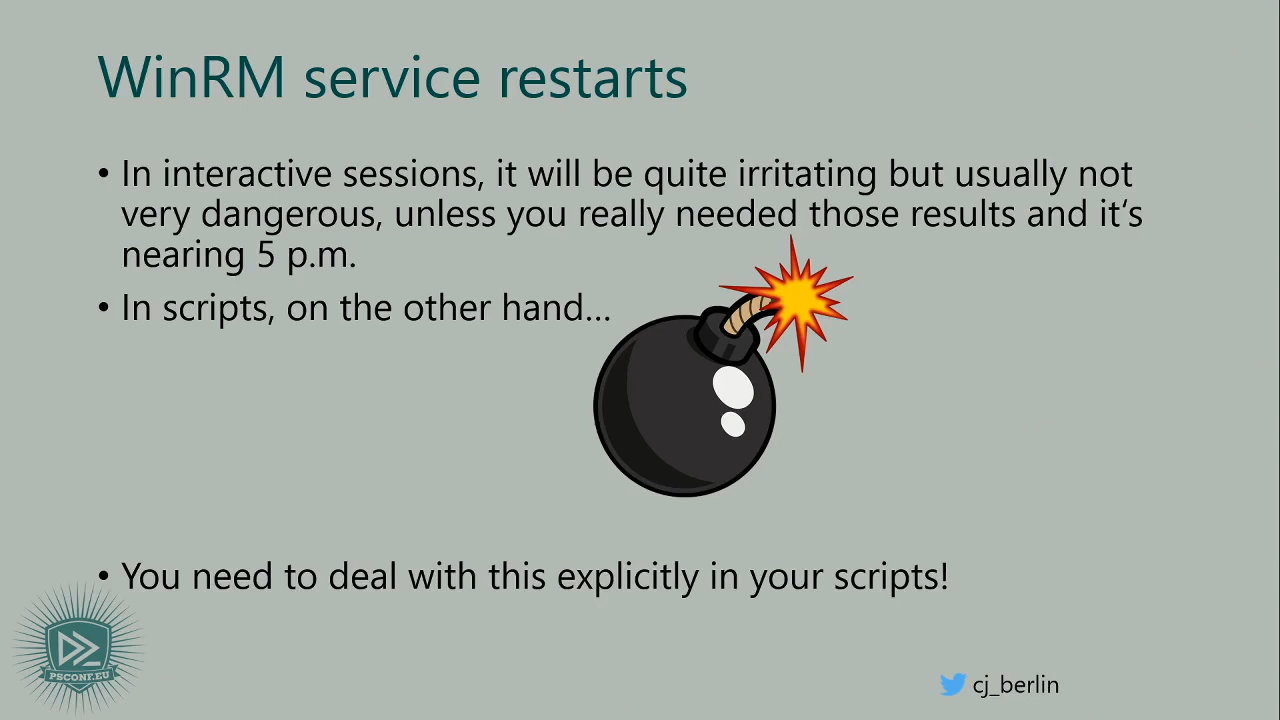 WinRM service restarts
• In interactive sessions, it will be quite irritating but usually not
very dangerous, unless you really needed those results and it‘s
nearing 5 p.m.
• In scripts, on the other hand...
• You need to deal with this explicitly in your scripts!
PSCONF.EU
cj_berlin